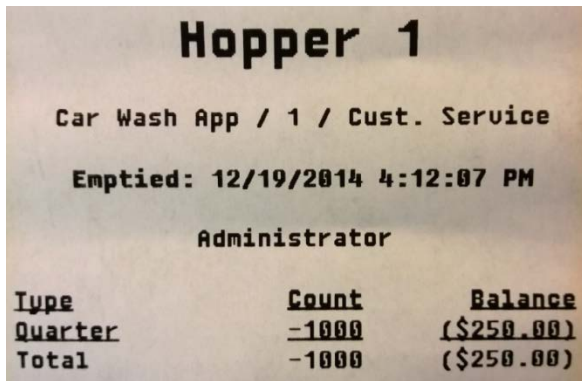 Hopper 1
Car Wash App / 1 / Cust. Service
Emptied: 12/19/2014 4:12:07 PM
Administrator
Type Count Balance
Quarter -1000 ($250.00)
Total -1000 ($250.00)